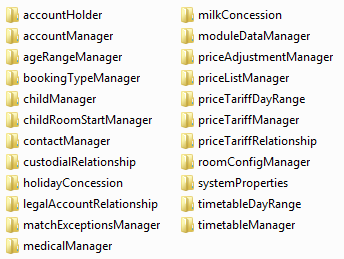 accountHolder
accountManager
ageRangeManager
bookingTypeManager
childManager
childRoomStartManager
contactManager
custodialRelationship
holidayConcession
legalAccountRelationship
matchExceptionsManager
medicalManager
milkConcession
moduleDataManager
priceAdjustmentManager
priceListManager
priceTariffDayRange
priceTariffManager
priceTariffRelationship
roomConfigManager
systemProperties
timetableDayRange
timetableManager